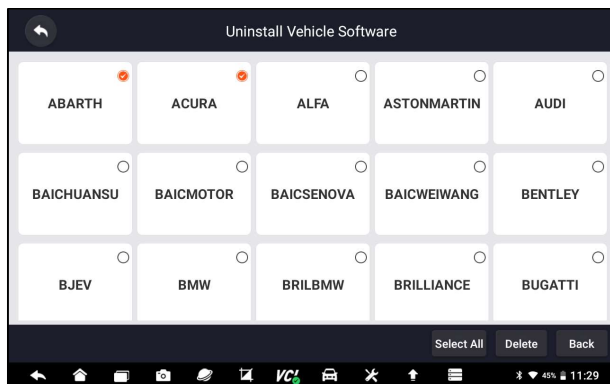 Uninstall Vehicle Software
ABARTH
ACURA
ALFA
ASTONMARTIN
AUDI
BAICHUANSU
BAICMOTOR
BAICSENOVA
BAICWEIWANG
BENTLEY
BJEV
BMW
BRILBMW
BRILLIANCE
BUGATTI
Select All
Delete
Back
VCI
45%
11:29